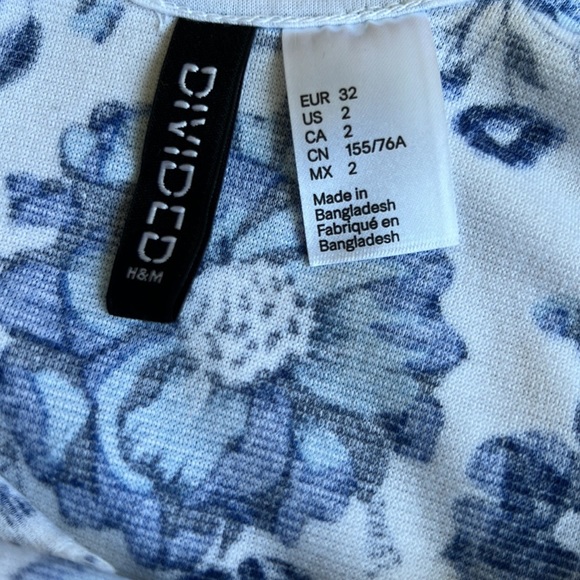 DIVIDED
H&M
EUR 32
US 2
CA 2
CN 155/76A
MX 2
Made in
Bangladesh
Fabriqué en
Bangladesh